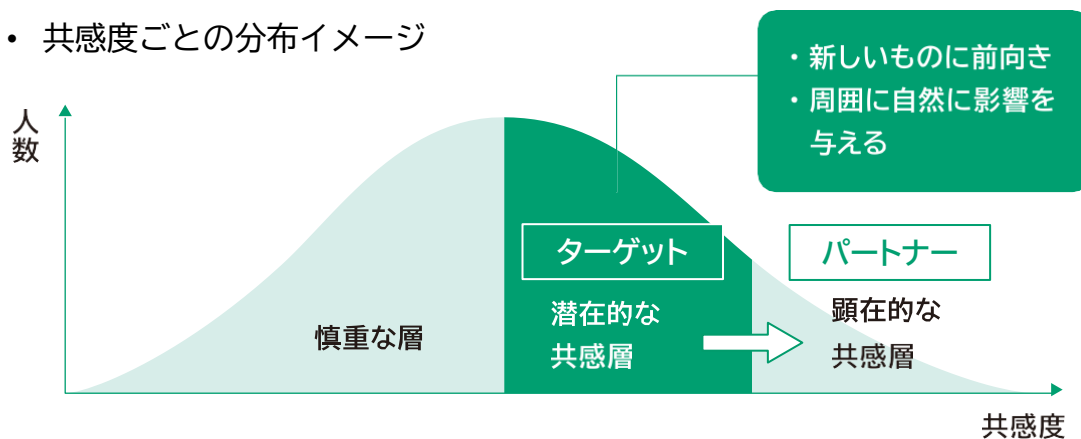 • 共感度ごとの分布イメージ
・新しいものに前向き
・周囲に自然に影響を
与える
人数
ターゲット
パートナー
潜在的な
共感層
顕在的な
共感層
慎重な層
共感度